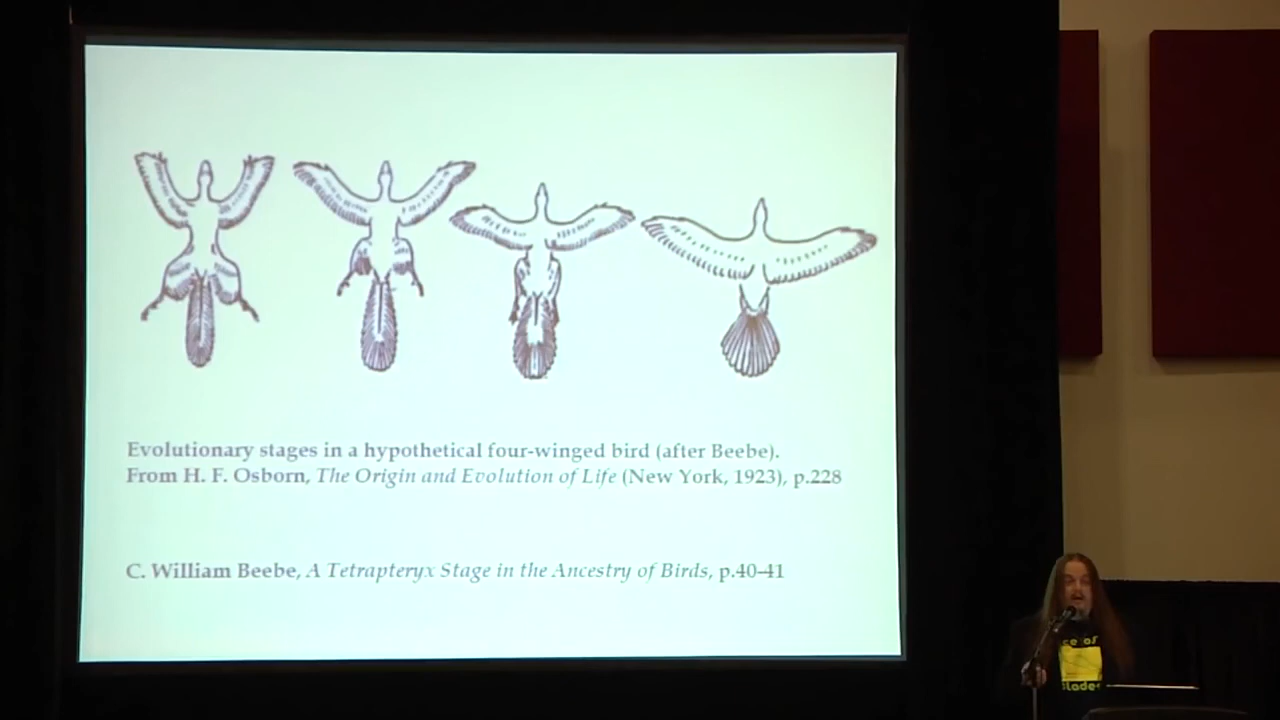 Evolutionary stages in a hypothetical four-winged bird (after Beebe).
From H. F. Osborn, The Origin and Evolution of Life (New York, 1923), p.228
C. William Beebe, A Tetrapteryx Stage in the Ancestry of Birds, p.40-41